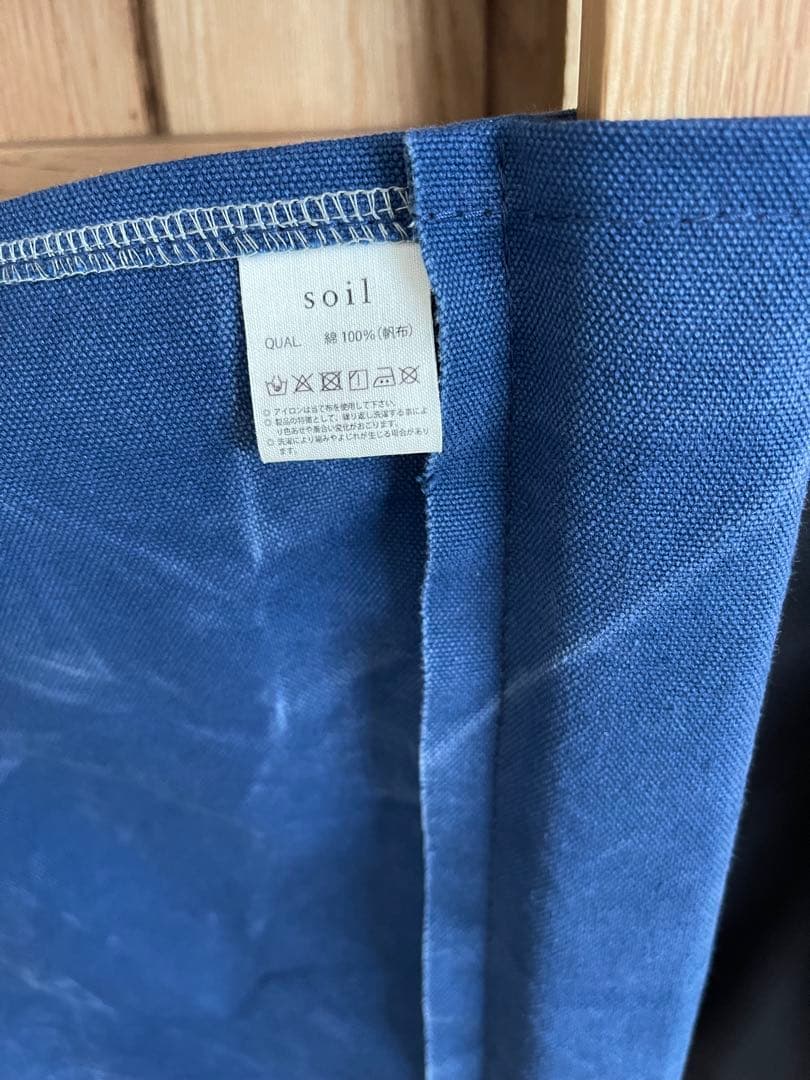 soil
QUAL. 綿 100%(帆布)
◎ アイロンは当て布を使用して下さい。
◎ 製品の特徴として、繰り返し洗濯する事によ
り色あせや風合い変化がおこります。
◎ 洗濯により縮みやよじれが生じる場合があり
ます。